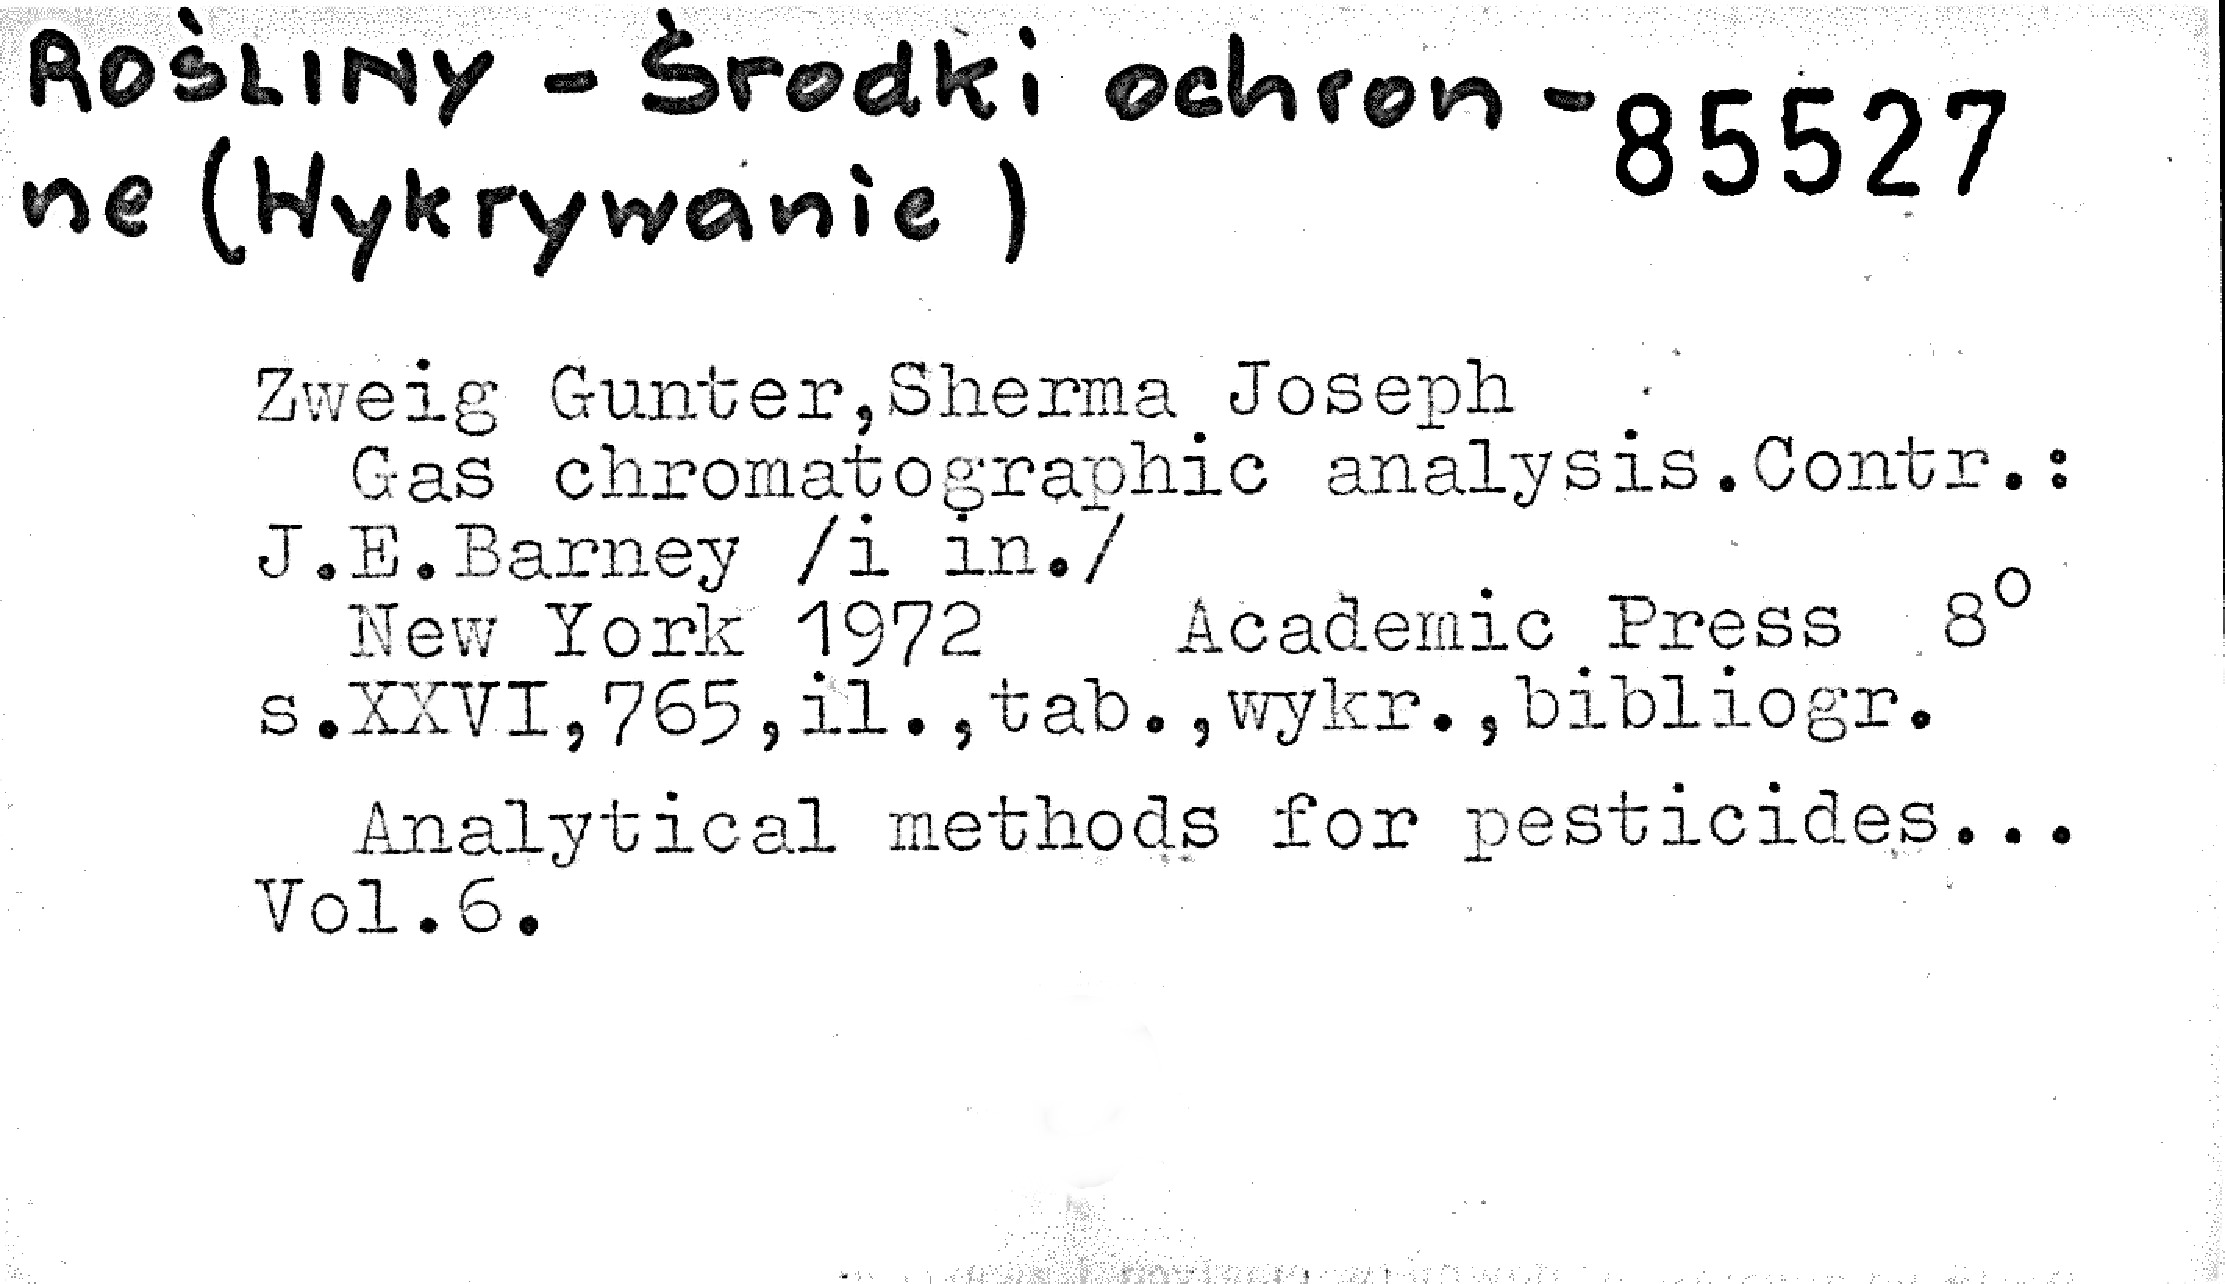 ROŚLINY - Środki ochron - 85527
ne (Wykrywanie)
Zweig Gunter,Sherma Joseph
Gas chromatographic analysis.Contr.:
J.E.Barney /i in./
New York 1972 Academic Press 8°
s.XXVI,765,il.,tab.,wykr.,bibliogr.
Analytical methods for pesticides...
Vol.6.